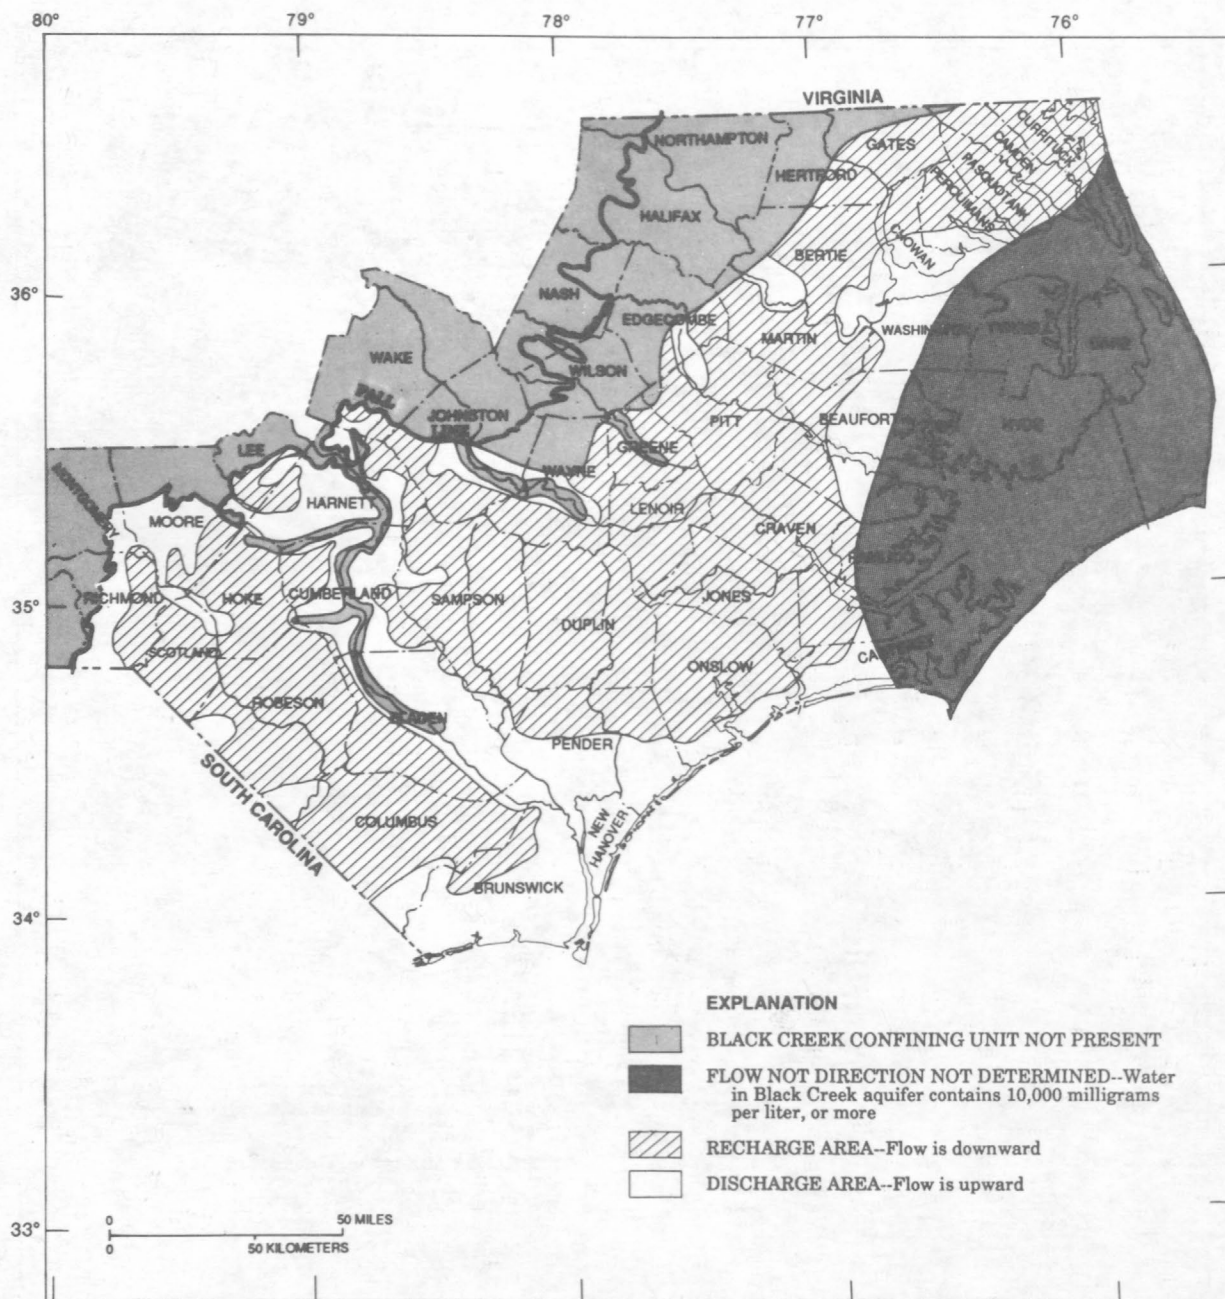 80° 79° 78° 77° 76°
VIRGINIA
NORTHAMPTON
GATES
CURRITUCK
CAMDEN
PASQUOTANK
PERQUIMANS
HERTFORD
HALIFAX
CHOWAN
BERTIE
36°
NASH
EDGECOMBE
WASHINGTON
TYRRELL
DARE
MARTIN
WAKE
WILSON
FALL
LINE
JOHNSTON
PITT
BEAUFORT
HYDE
LEE
GREENE
WAYNE
MONTGOMERY
HARNETT
MOORE
LENOIR
CRAVEN
PAMLICO
35°
RICHMOND
HOKE
CUMBERLAND
SAMPSON
JONES
DUPLIN
SCOTLAND
ONSLOW
ROBESON
BLADEN
PENDER
SOUTH CAROLINA
COLUMBUS
NEW
HANOVER
BRUNSWICK
34°
EXPLANATION
BLACK CREEK CONFINING UNIT NOT PRESENT
FLOW NOT DIRECTION NOT DETERMINED--Water
in Black Creek aquifer contains 10,000 milligrams
per liter, or more
RECHARGE AREA--Flow is downward
DISCHARGE AREA--Flow is upward
33°
0 50 MILES
0 50 KILOMETERS